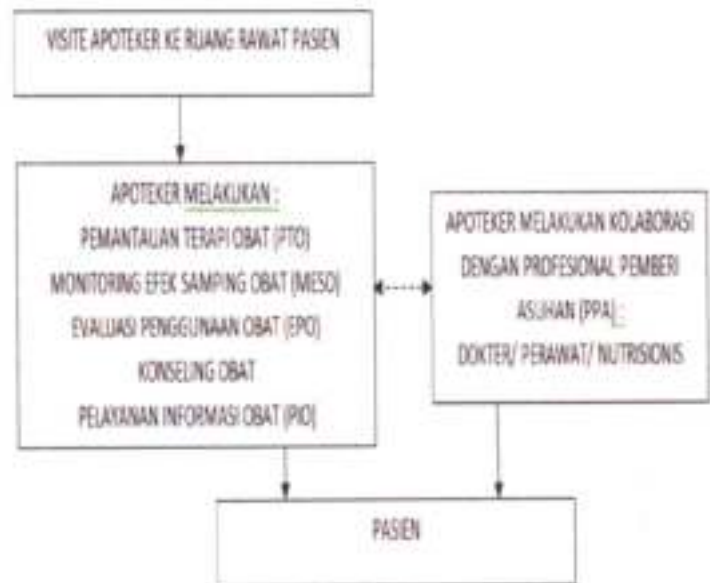 VISITE APOTEKER KE RUANG RAWAT PASIEN
APOTEKER MELAKUKAN :
PEMANTAUAN TERAPI OBAT (PTO)
MONITORING EFEK SAMPING OBAT (MESO)
EVALUASI PENGGUNAAN OBAT (EPO)
KONSELING OBAT
PELAYANAN INFORMASI OBAT (PIO)
APOTEKER MELAKUKAN KOLABORASI
DENGAN PROFESIONAL PEMBERI
ASUHAN (PPA) :
DOKTER/ PERAWAT/ NUTRISIONIS
PASIEN